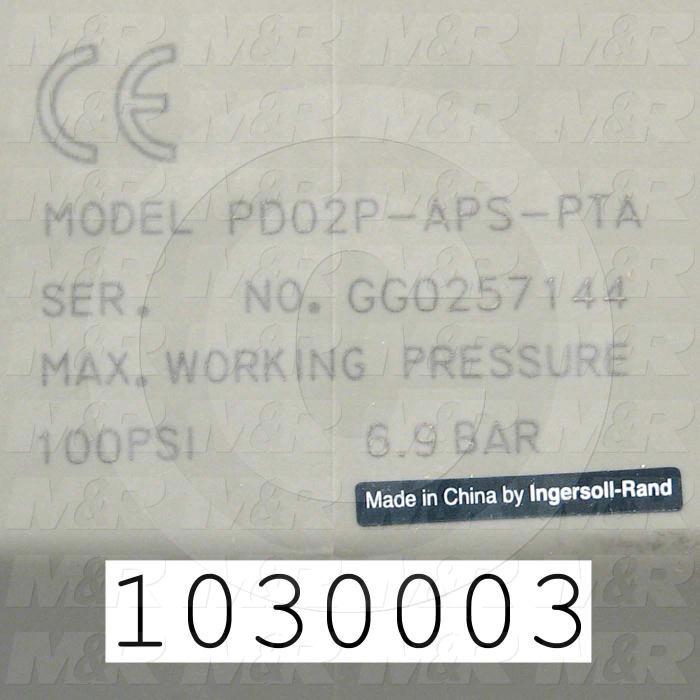 CE
MODEL PD02P-APS-PTA
SER. NO. GG0257144
MAX. WORKING PRESSURE
100PSI 6.9 BAR
Made in China by Ingersoll-Rand
1030003
M&R